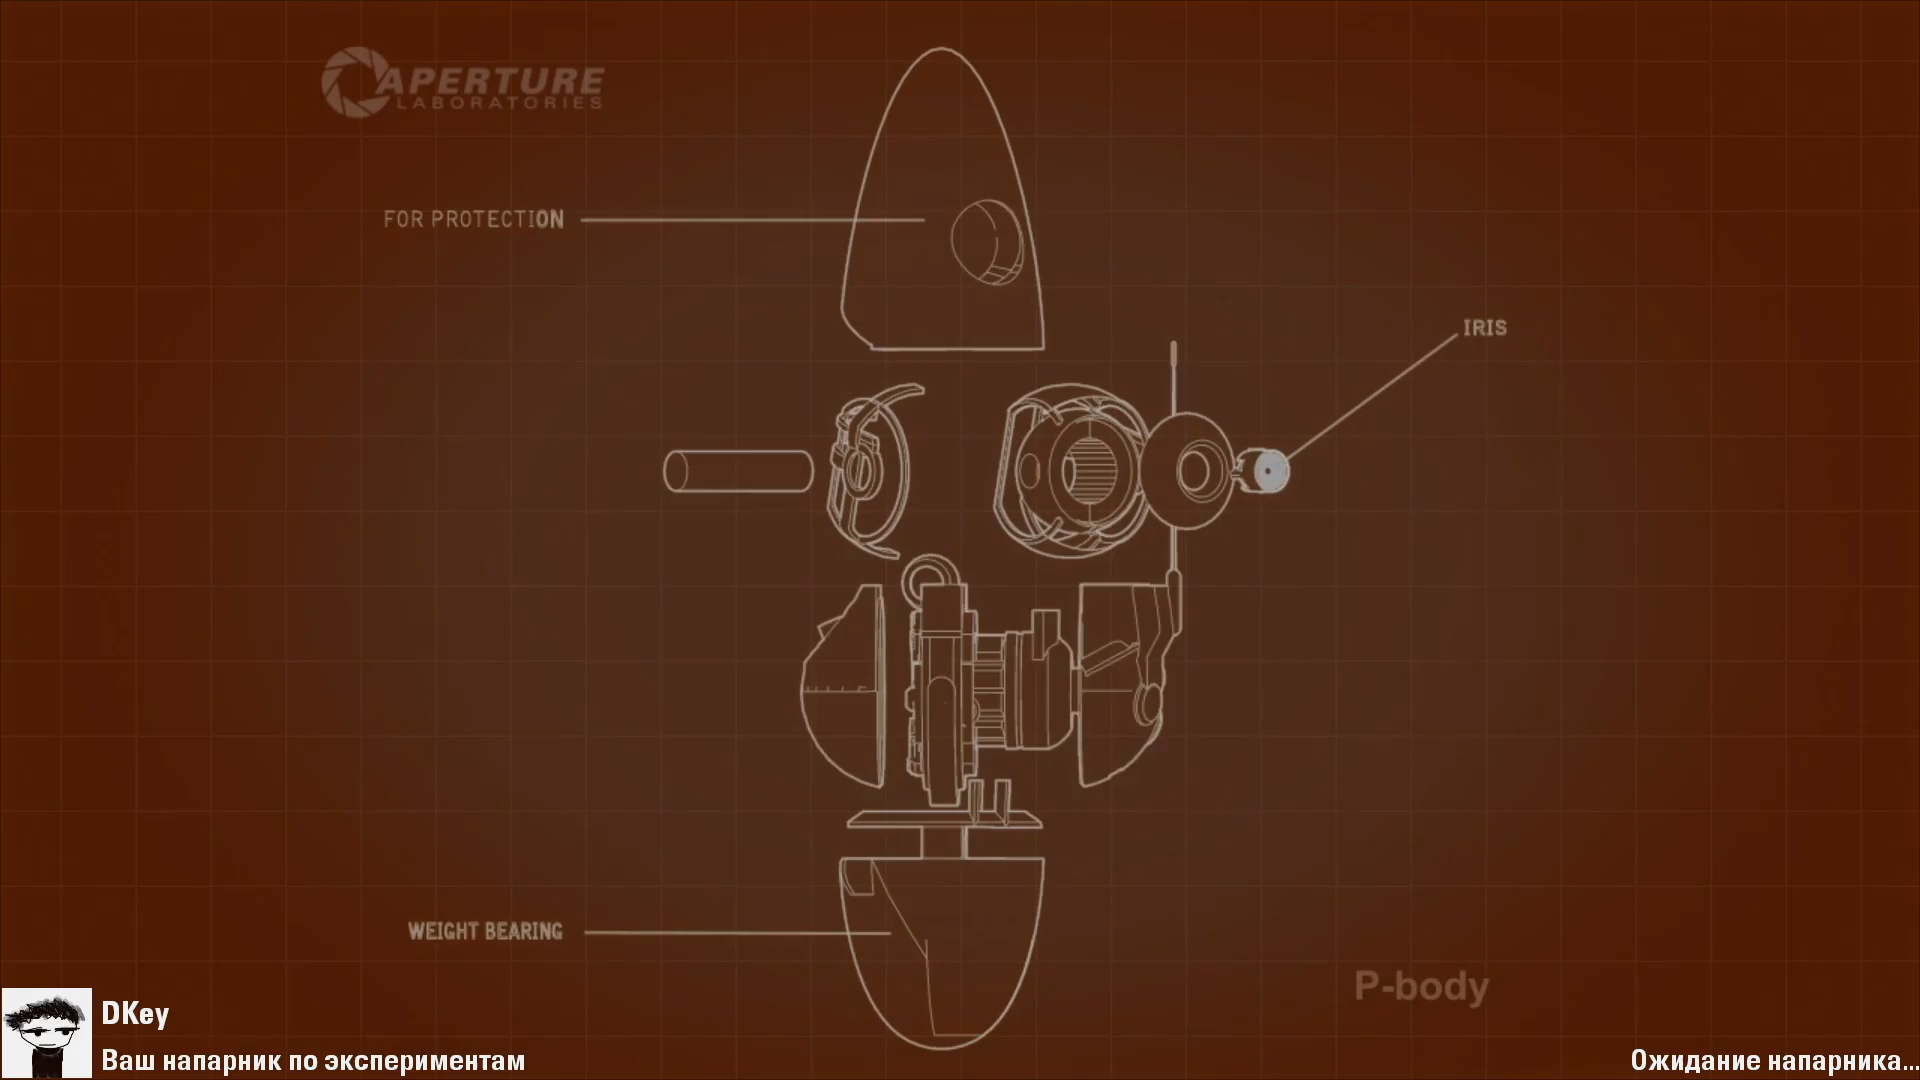 APERTURE
LABORATORIES
FOR PROTECTION
IRIS
WEIGHT BEARING
P-body
DKey
Ваш напарник по экспериментам
Ожидание напарника...